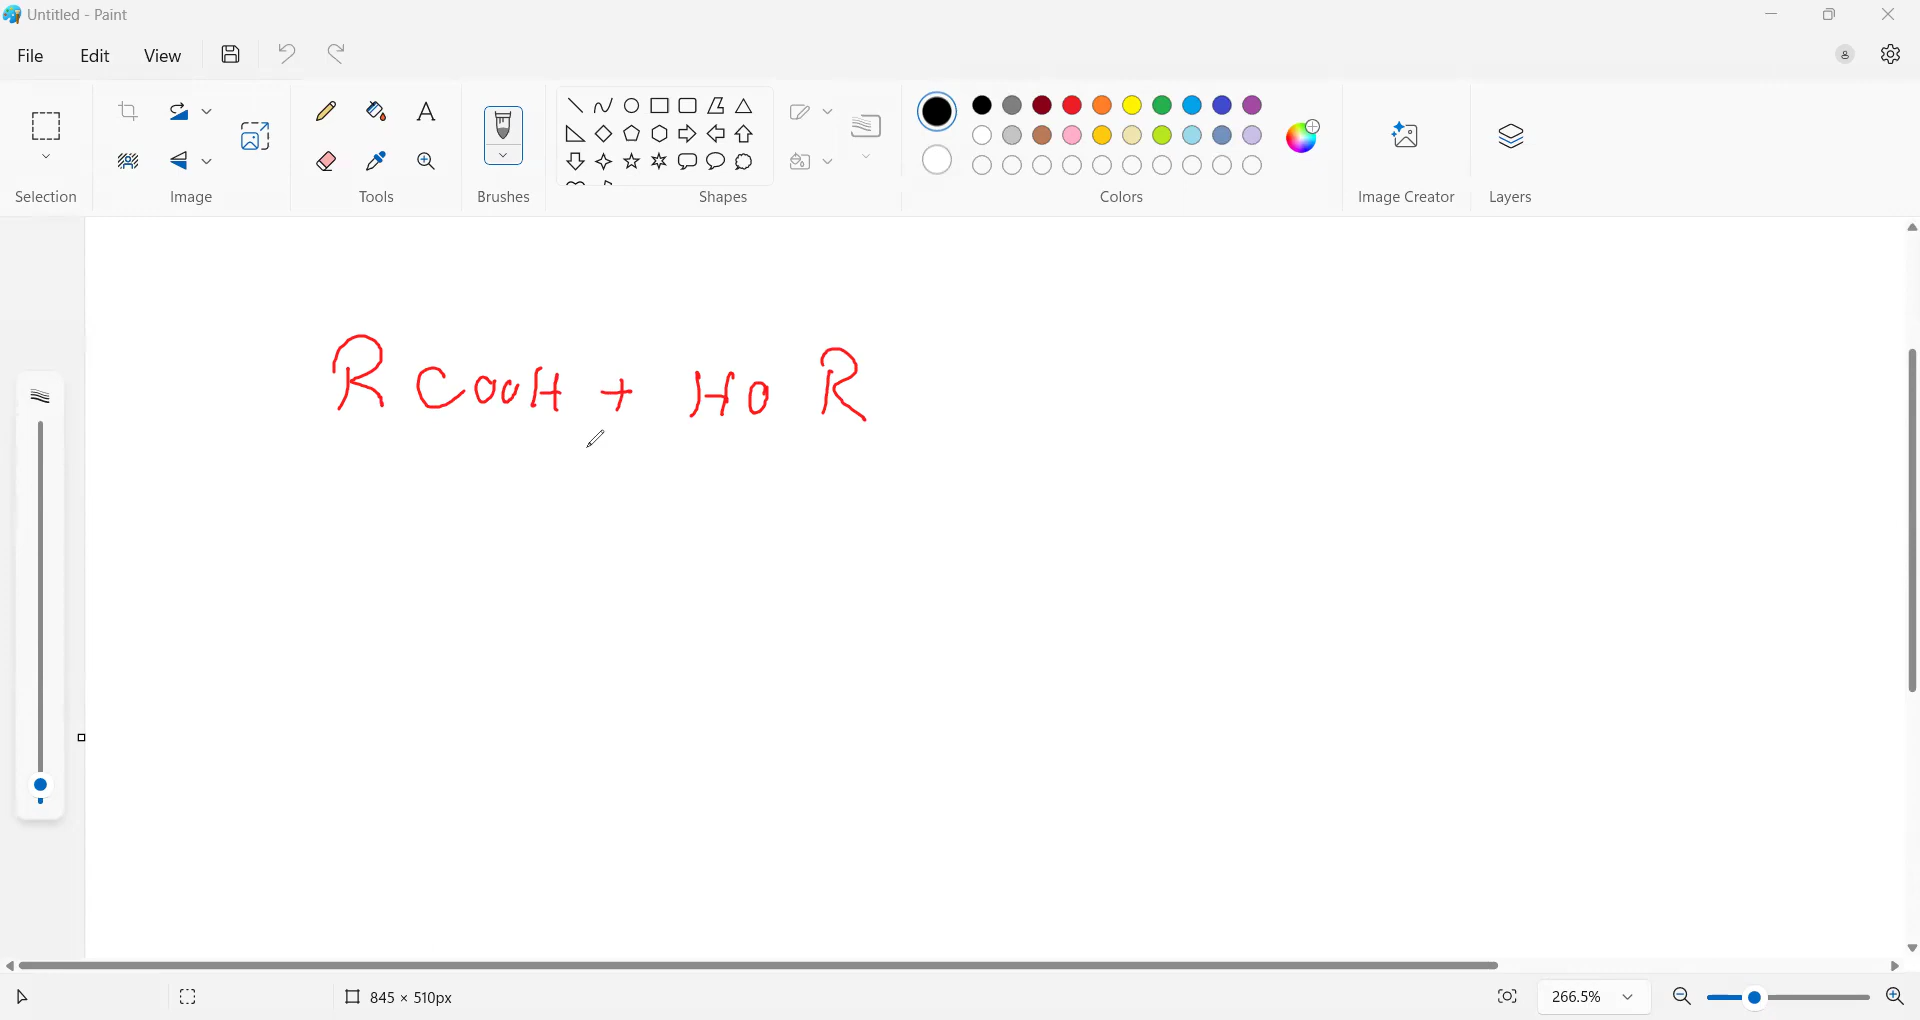 Untitled - Paint
File Edit View
Selection Image Tools Brushes Shapes Colors Image Creator Layers
R COOH + HO R
845 × 510px 266.5%